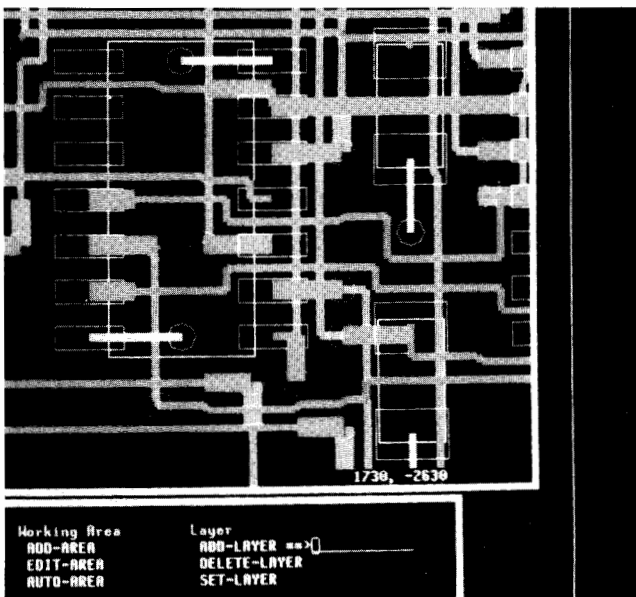 1730, -2630
Working Area
Layer
ADD-AREA
ADD-LAYER ==>
EDIT-AREA
DELETE-LAYER
AUTO-AREA
SET-LAYER